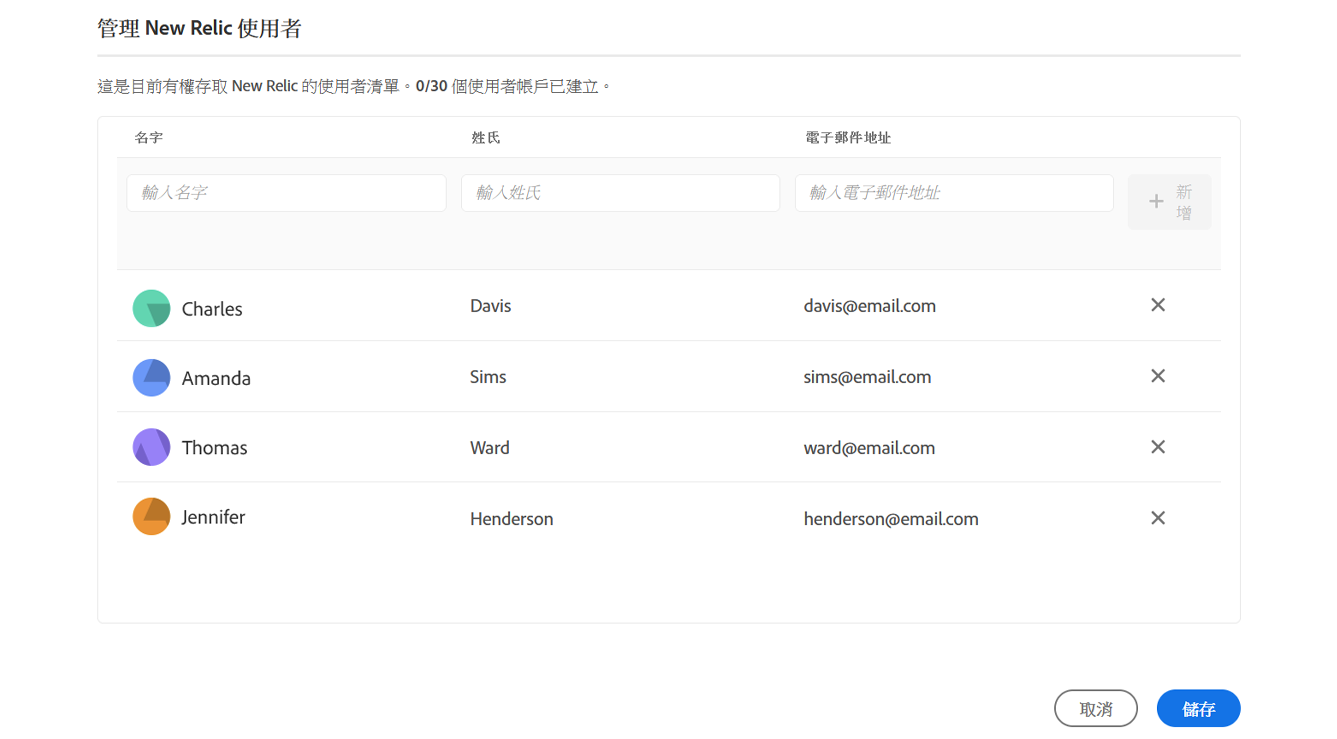 管理 New Relic 使用者
這是目前有權存取 New Relic 的使用者清單。0/30 個使用者帳戶已建立。
名字 姓氏 電子郵件地址
輸入名字 輸入姓氏 輸入電子郵件地址 + 新
增
Charles Davis davis@email.com
Amanda Sims sims@email.com
Thomas Ward ward@email.com
Jennifer Henderson henderson@email.com
取消 儲存